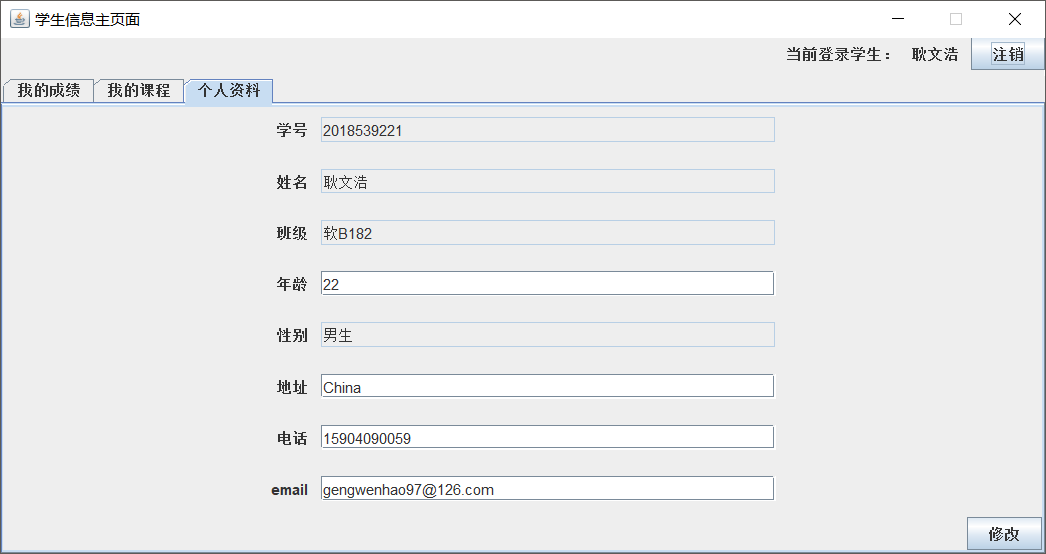 学生信息主页面
当前登录学生： 耿文浩 注销
我的成绩 我的课程 个人资料
学号 2018539221
姓名 耿文浩
班级 软B182
年龄 22
性别 男生
地址 China
电话 15904090059
email gengwenhao97@126.com
修改